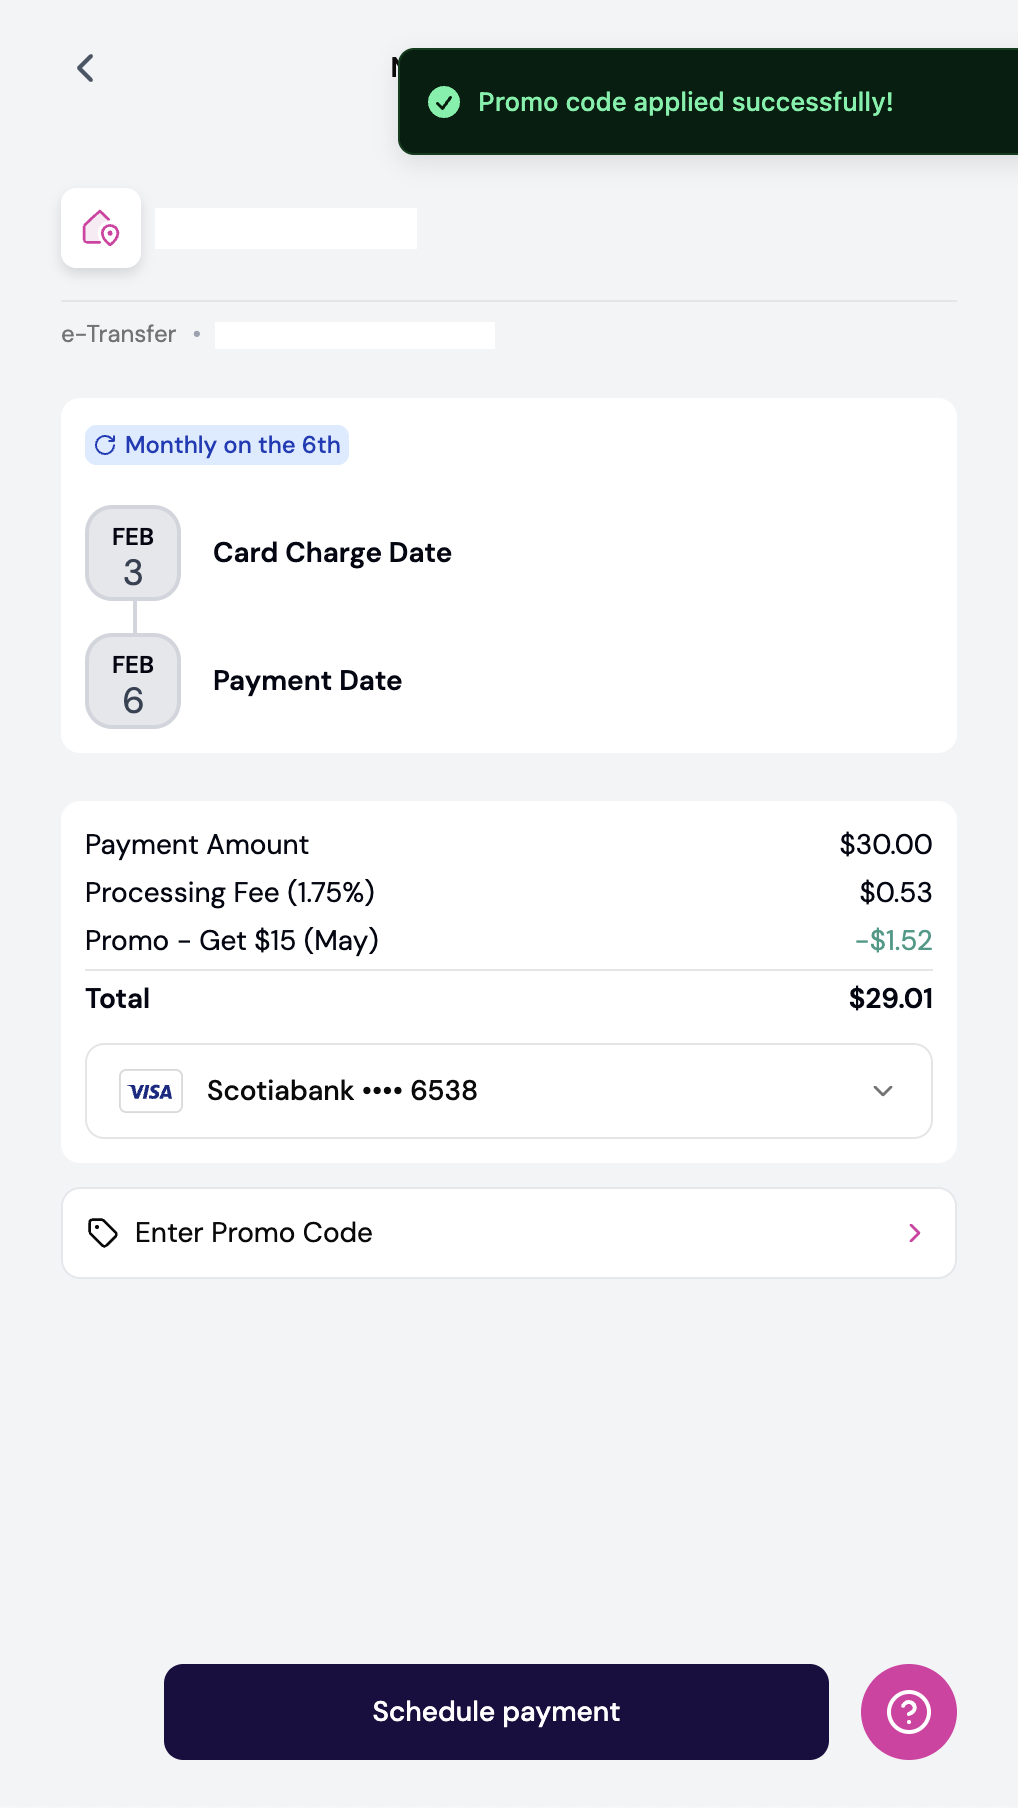 Promo code applied successfully!
e-Transfer •
Monthly on the 6th
FEB
3
Card Charge Date
FEB
6
Payment Date
Payment Amount $30.00
Processing Fee (1.75%) $0.53
Promo - Get $15 (May) -$1.52
Total $29.01
VISA Scotiabank •••• 6538
Enter Promo Code
Schedule payment